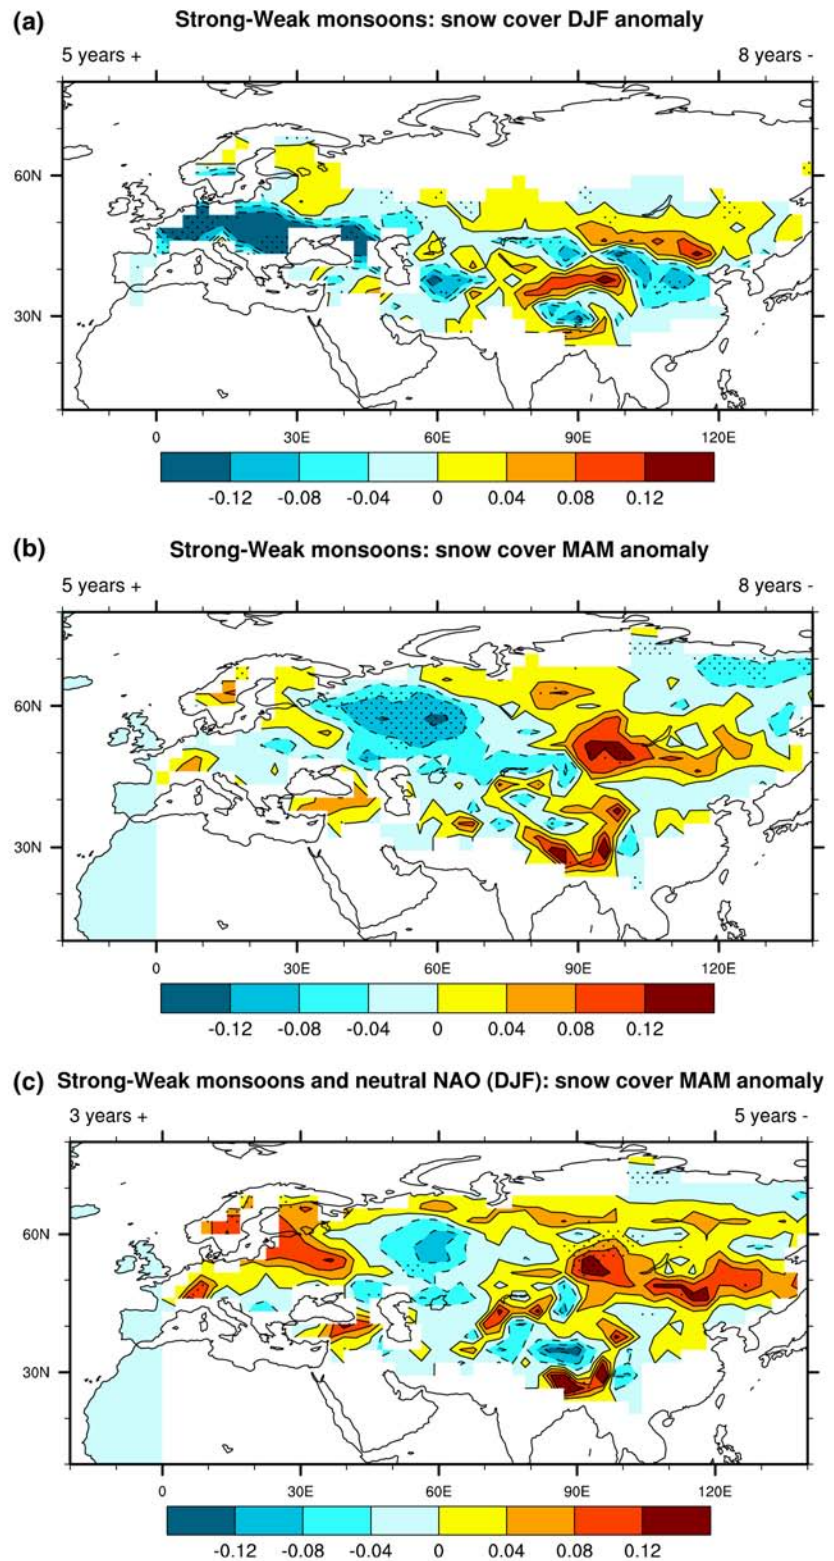 (a) Strong-Weak monsoons: snow cover DJF anomaly
5 years + 8 years -
60N
30N
0 30E 60E 90E 120E
-0.12 -0.08 -0.04 0 0.04 0.08 0.12
(b) Strong-Weak monsoons: snow cover MAM anomaly
5 years + 8 years -
60N
30N
0 30E 60E 90E 120E
-0.12 -0.08 -0.04 0 0.04 0.08 0.12
(c) Strong-Weak monsoons and neutral NAO (DJF): snow cover MAM anomaly
3 years + 5 years -
60N
30N
0 30E 60E 90E 120E
-0.12 -0.08 -0.04 0 0.04 0.08 0.12